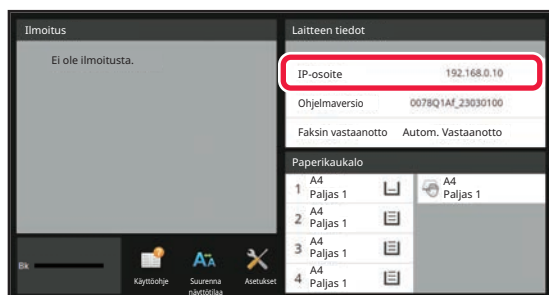 Ilmoitus
Ei ole ilmoitusta.
Laitteen tiedot
IP-osoite 192.168.0.10
Ohjelmaversio 0078Q1Af_23030100
Faksin vastaanotto Autom. Vastaanotto
Paperikaukalo
1 A4
Paljas 1
A4
Paljas 1
2 A4
Paljas 1
3 A4
Paljas 1
4 A4
Paljas 1
Bk
Käyttöohje
Suurenna
näyttötilaa
Asetukset